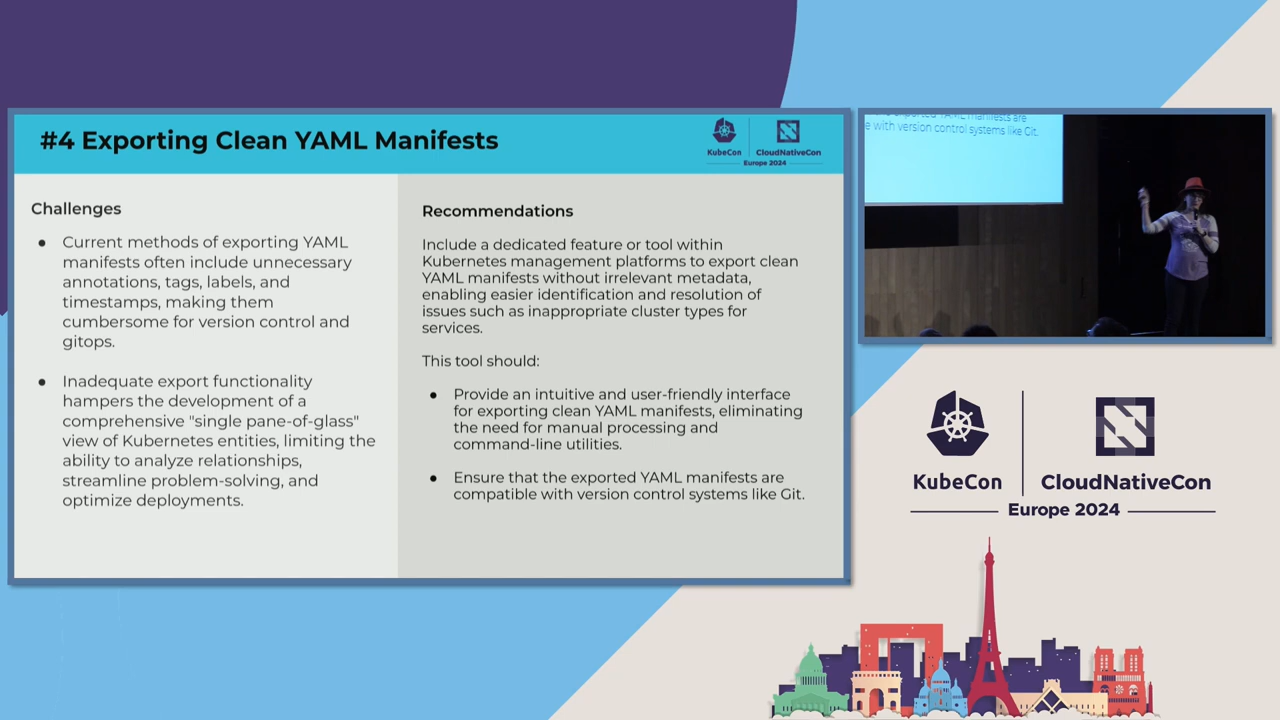 #4 Exporting Clean YAML Manifests
KubeCon
CloudNativeCon
Europe 2024
Challenges
● Current methods of exporting YAML
manifests often include unnecessary
annotations, tags, labels, and
timestamps, making them
cumbersome for version control and
gitops.
● Inadequate export functionality
hampers the development of a
comprehensive "single pane-of-glass"
view of Kubernetes entities, limiting the
ability to analyze relationships,
streamline problem-solving, and
optimize deployments.
Recommendations
Include a dedicated feature or tool within
Kubernetes management platforms to export clean
YAML manifests without irrelevant metadata,
enabling easier identification and resolution of
issues such as inappropriate cluster types for
services.
This tool should:
● Provide an intuitive and user-friendly interface
for exporting clean YAML manifests, eliminating
the need for manual processing and
command-line utilities.
● Ensure that the exported YAML manifests are
compatible with version control systems like Git.
YAML manifests are
e with version control systems like Git.
KubeCon
CloudNativeCon
Europe 2024